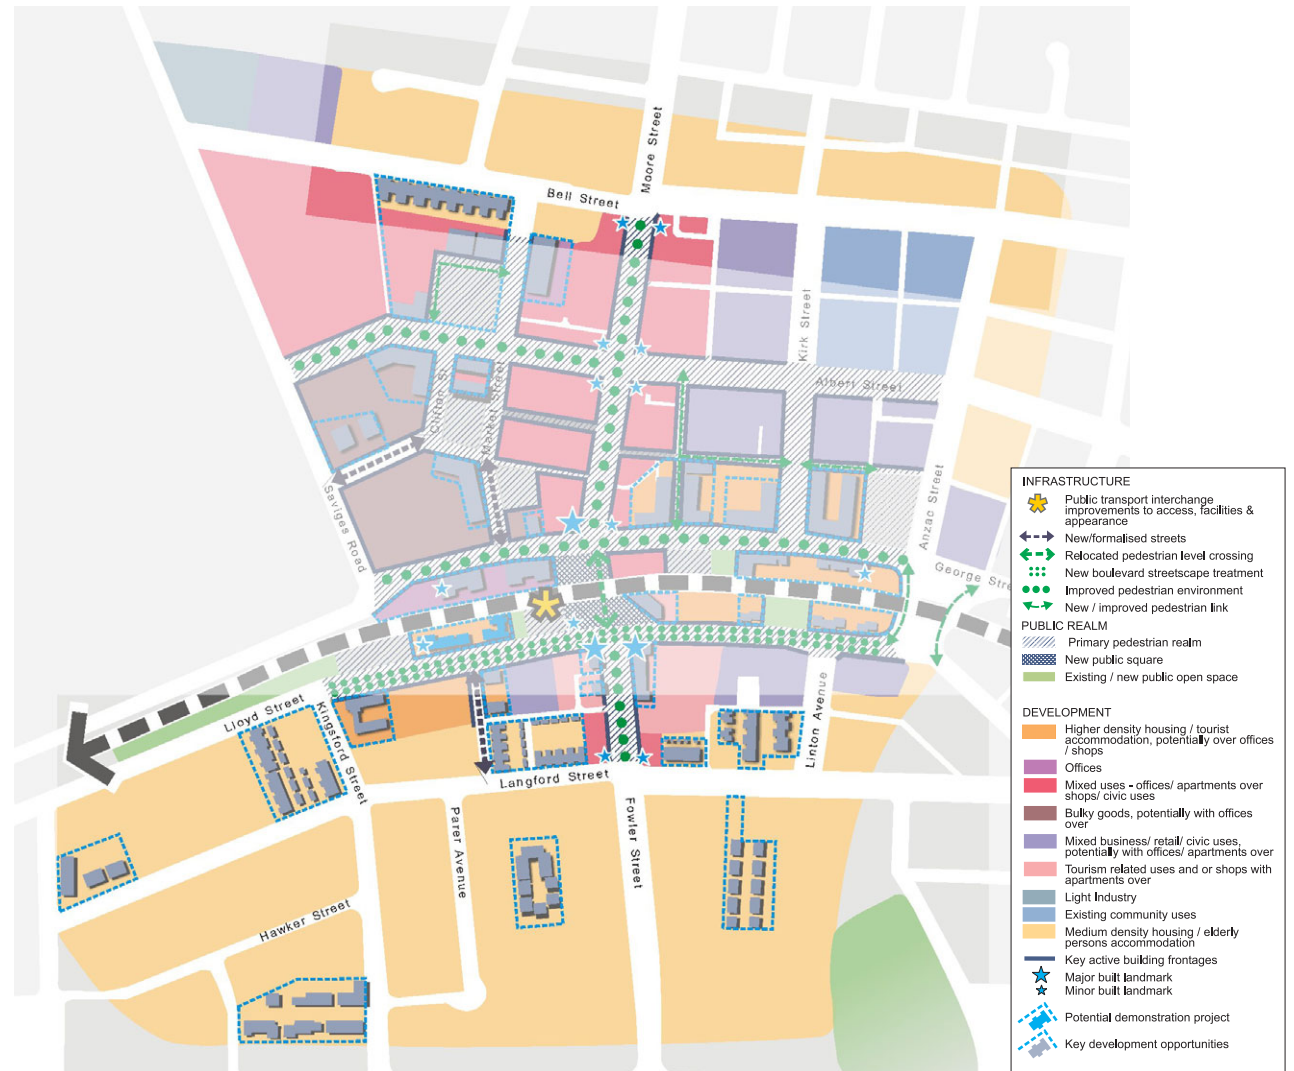 Moore Street
Bell Street
Kirk Street
Albert Street
Clifton St
Market Street
Saviges Road
Anzac Street
George Stre
Lloyd Street
Kingsford Street
Linton Avenue
Langford Street
Parer Avenue
Fowler Street
Hawker Street
INFRASTRUCTURE
Public transport interchange
improvements to access, facilities &
appearance
New/formalised streets
Relocated pedestrian level crossing
New boulevard streetscape treatment
Improved pedestrian environment
New / improved pedestrian link
PUBLIC REALM
Primary pedestrian realm
New public square
Existing / new public open space
DEVELOPMENT
Higher density housing / tourist
accommodation, potentially over offices
/ shops
Offices
Mixed uses - offices/ apartments over
shops/ civic uses
Bulky goods, potentially with offices
over
Mixed business/ retail/ civic uses,
potentially with offices/ apartments over
Tourism related uses and or shops with
apartments over
Light Industry
Existing community uses
Medium density housing / elderly
persons accommodation
Key active building frontages
Major built landmark
Minor built landmark
Potential demonstration project
Key development opportunities